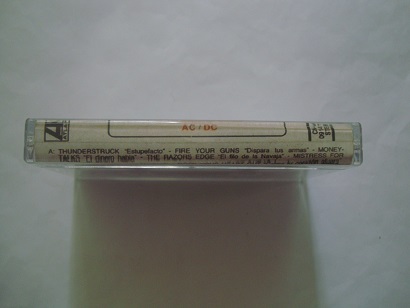 AC/DC
A: THUNDERSTRUCK "Estupefacto" - FIRE YOUR GUNS "Dispara tus armas" - MONEY-
TALKS "El dinero habla" - THE RAZORS EDGE "El filo de la navaja" - MISTRESS FOR